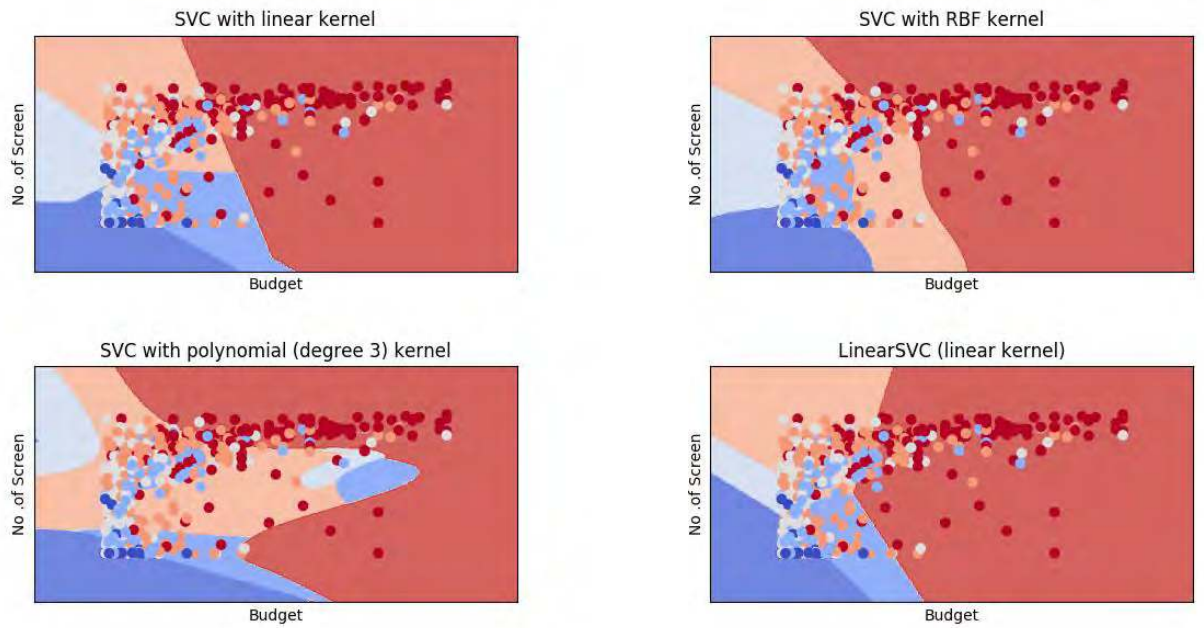 SVC with linear kernel
SVC with RBF kernel
No .of Screen
No .of Screen
Budget
Budget
SVC with polynomial (degree 3) kernel
LinearSVC (linear kernel)
No .of Screen
No .of Screen
Budget
Budget